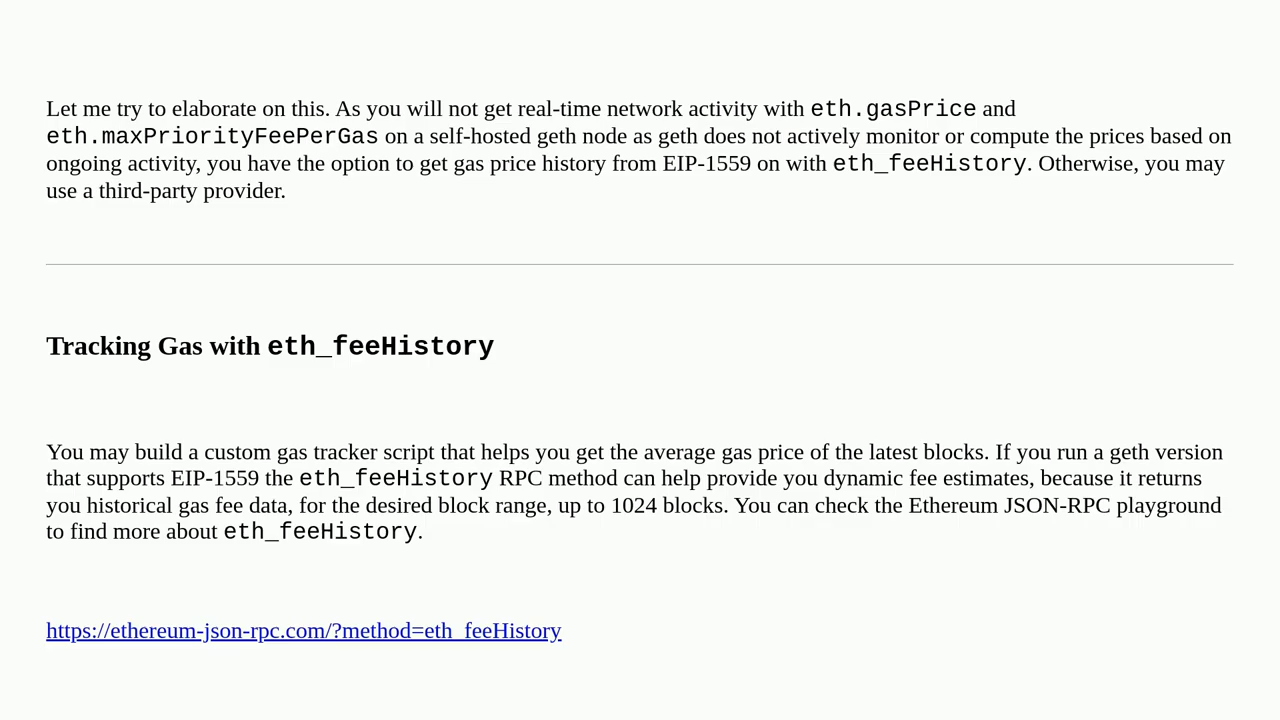 Let me try to elaborate on this. As you will not get real-time network activity with eth.gasPrice and
eth.maxPriorityFeePerGas on a self-hosted geth node as geth does not actively monitor or compute the prices based on
ongoing activity, you have the option to get gas price history from EIP-1559 on with eth_feeHistory. Otherwise, you may
use a third-party provider.
Tracking Gas with eth_feeHistory
You may build a custom gas tracker script that helps you get the average gas price of the latest blocks. If you run a geth version
that supports EIP-1559 the eth_feeHistory RPC method can help provide you dynamic fee estimates, because it returns
you historical gas fee data, for the desired block range, up to 1024 blocks. You can check the Ethereum JSON-RPC playground
to find more about eth_feeHistory.
https://ethereum-json-rpc.com/?method=eth_feeHistory